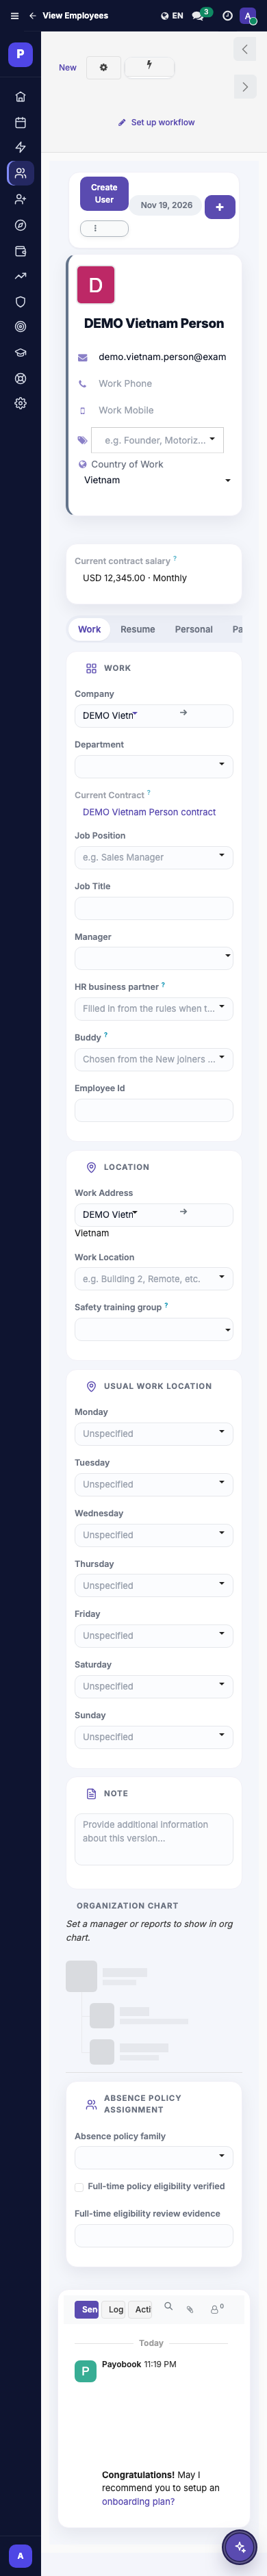 View Employees
EN
3
A
P
New
Set up workflow
Create
User
Nov 19, 2026
D
DEMO Vietnam Person
demo.vietnam.person@exam
Work Phone
Work Mobile
e.g. Founder, Motoriz...
Country of Work
Vietnam
Current contract salary ?
USD 12,345.00 · Monthly
Work
Resume
Personal
Pa
WORK
Company
DEMO Vietn
Department
Current Contract ?
DEMO Vietnam Person contract
Job Position
e.g. Sales Manager
Job Title
Manager
HR business partner ?
Filled in from the rules when t...
Buddy ?
Chosen from the New joiners ...
Employee Id
LOCATION
Work Address
DEMO Vietn
Vietnam
Work Location
e.g. Building 2, Remote, etc.
Safety training group ?
USUAL WORK LOCATION
Monday
Unspecified
Tuesday
Unspecified
Wednesday
Unspecified
Thursday
Unspecified
Friday
Unspecified
Saturday
Unspecified
Sunday
Unspecified
NOTE
Provide additional information
about this version...
ORGANIZATION CHART
Set a manager or reports to show in org
chart.
ABSENCE POLICY
ASSIGNMENT
Absence policy family
Full-time policy eligibility verified
Full-time eligibility review evidence
Sen
Log
Acti
0
Today
P
Payobook 11:19 PM
Congratulations! May I
recommend you to setup an
onboarding plan?
A